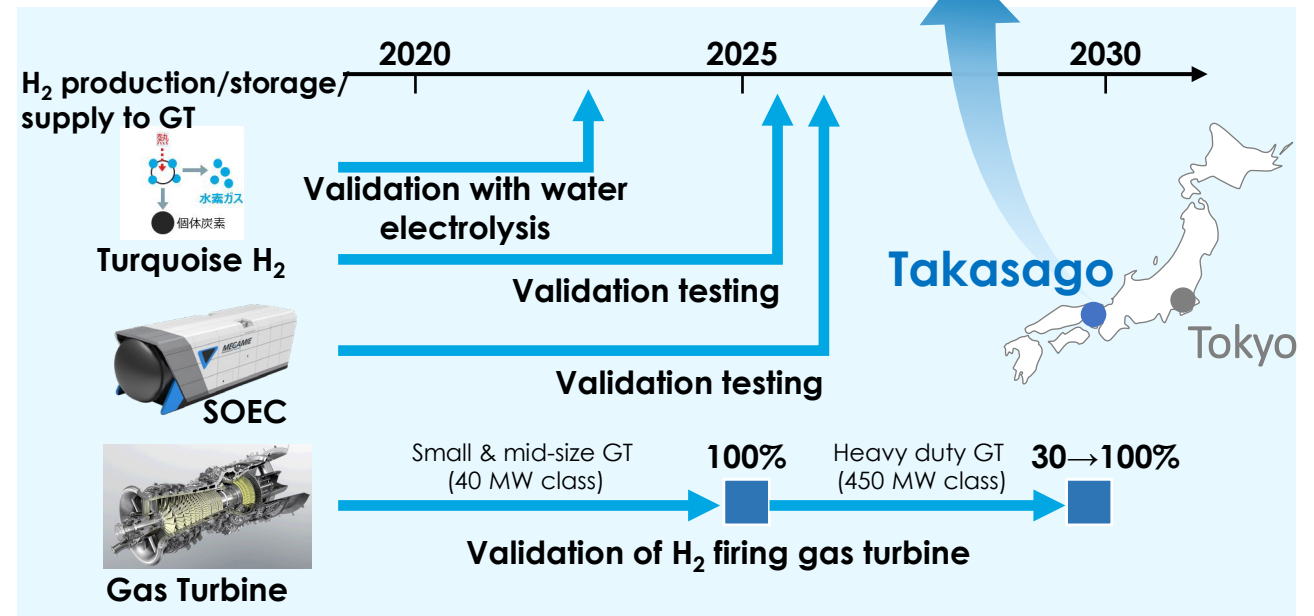 2020
2025
2030
H₂ production/storage/
supply to GT
熱
水素ガス
個体炭素
Turquoise H₂
Validation with water
electrolysis
Validation testing
Takasago
Tokyo
MEGAMIE
SOEC
Validation testing
Small & mid-size GT
(40 MW class)
100%
Heavy duty GT
(450 MW class)
30→100%
Validation of H₂ firing gas turbine
Gas Turbine